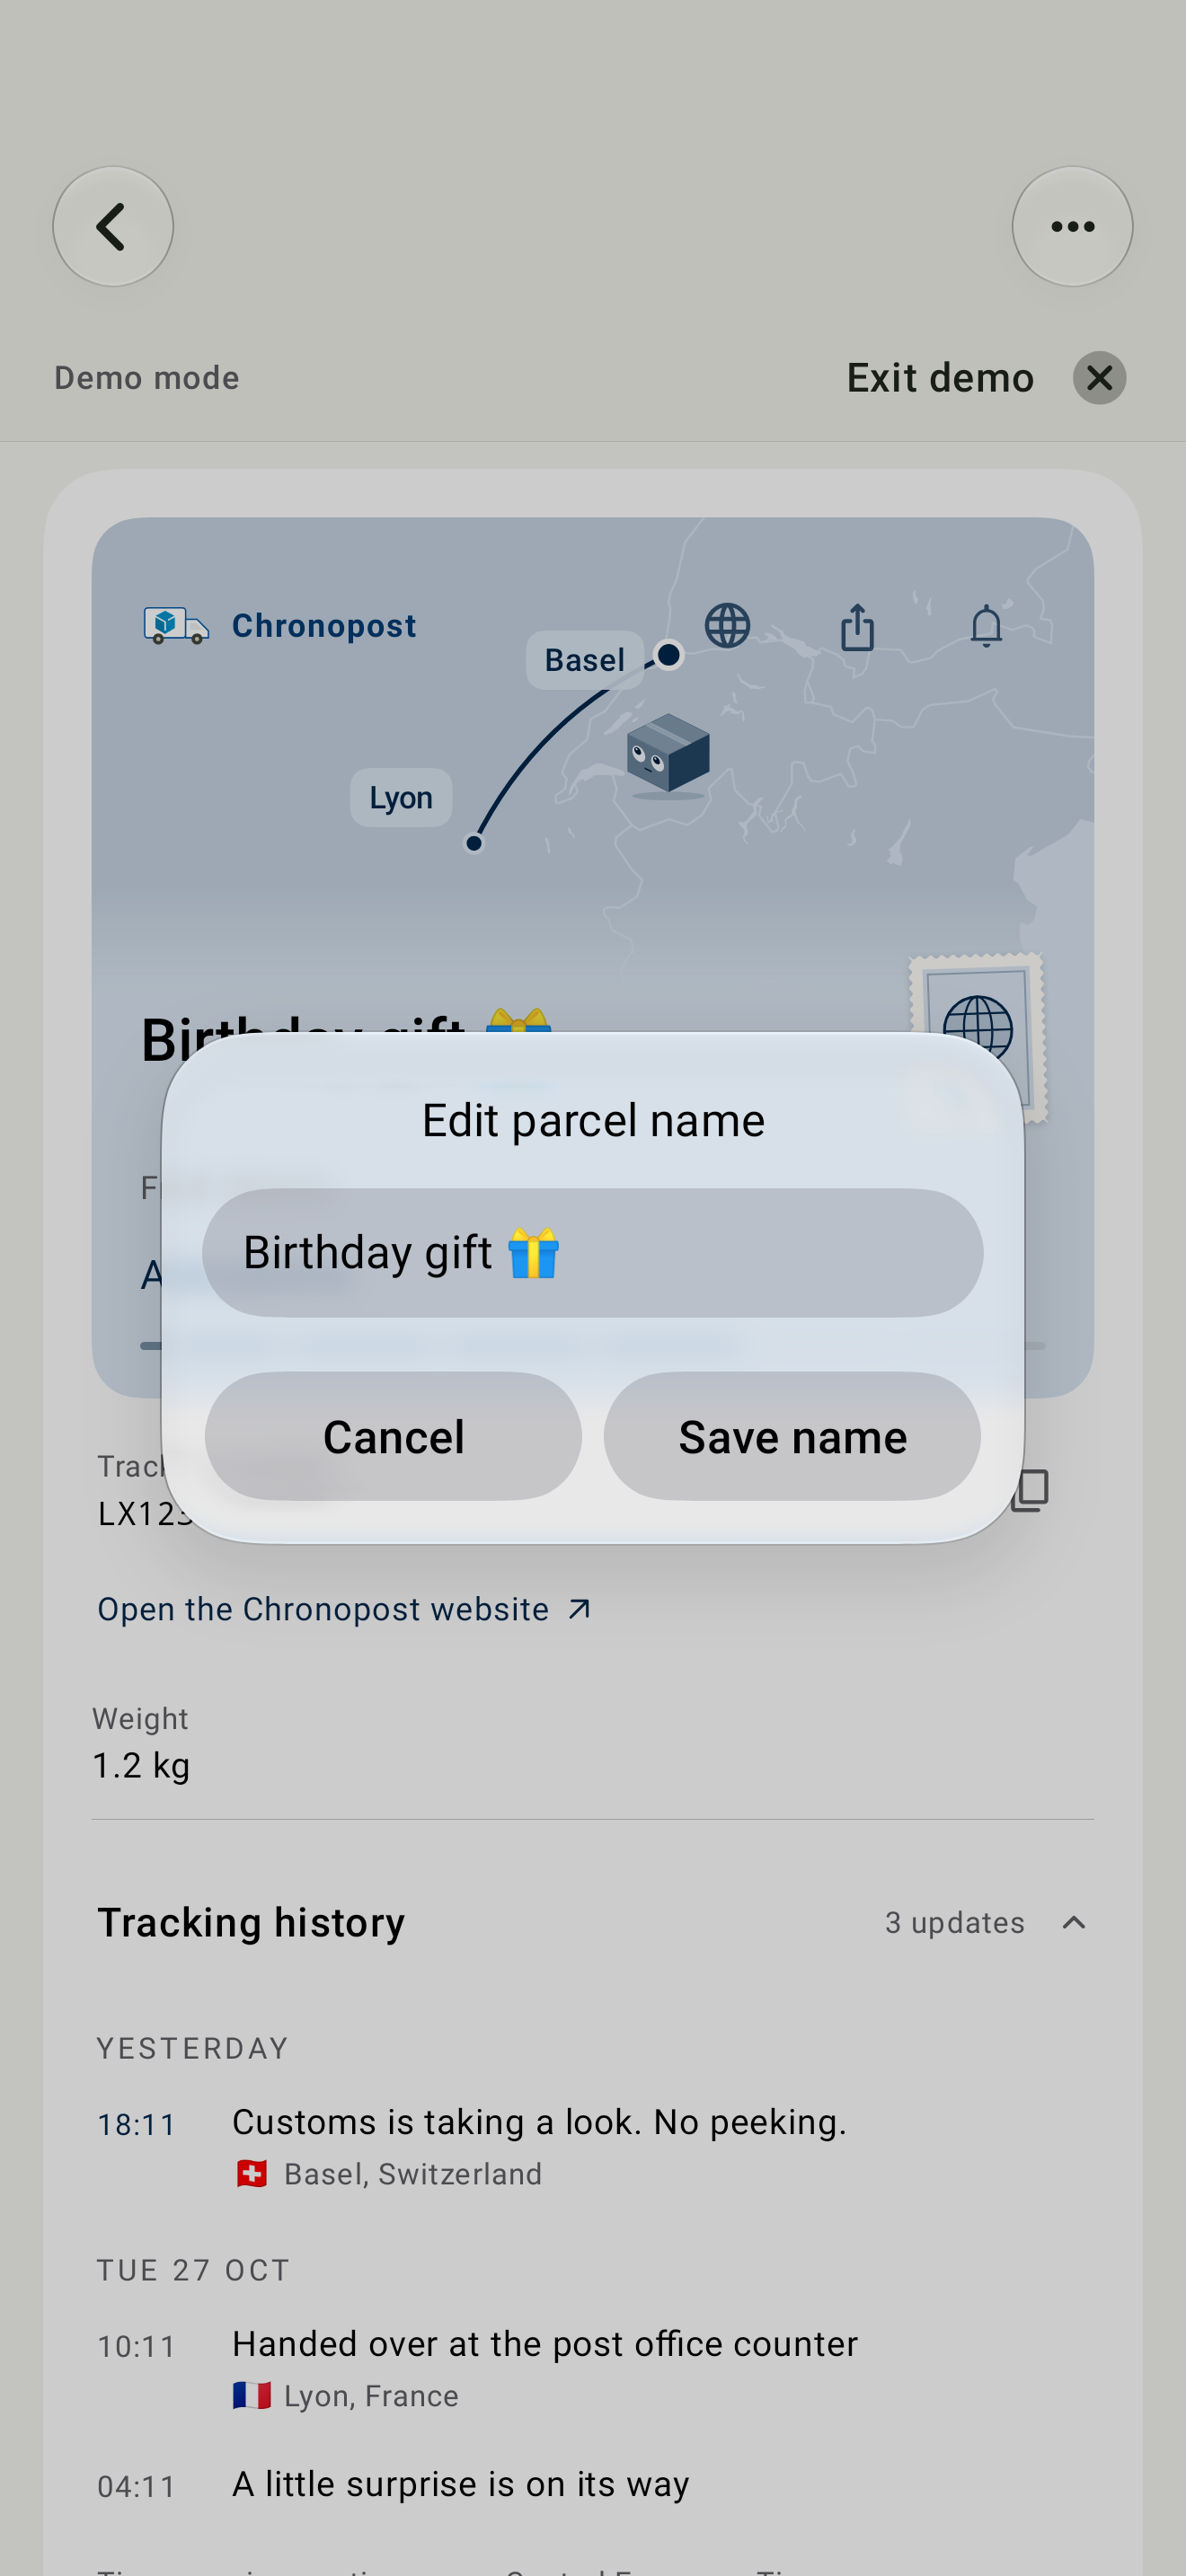 Demo mode
Exit demo
Chronopost
Basel
Lyon
Birthday gift 🎁
Edit parcel name
Birthday gift 🎁
Cancel
Save name
LX123
Open the Chronopost website
Weight
1.2 kg
Tracking history
3 updates
YESTERDAY
18:11
Customs is taking a look. No peeking.
🇨🇭 Basel, Switzerland
TUE 27 OCT
10:11
Handed over at the post office counter
🇫🇷 Lyon, France
04:11
A little surprise is on its way